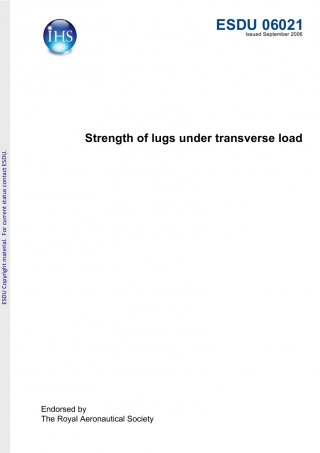 IHS
ESDU 06021
Issued September 2006
Strength of lugs under transverse load
ESDU Copyright material. For current status contact ESDU.
Endorsed by
The Royal Aeronautical Society